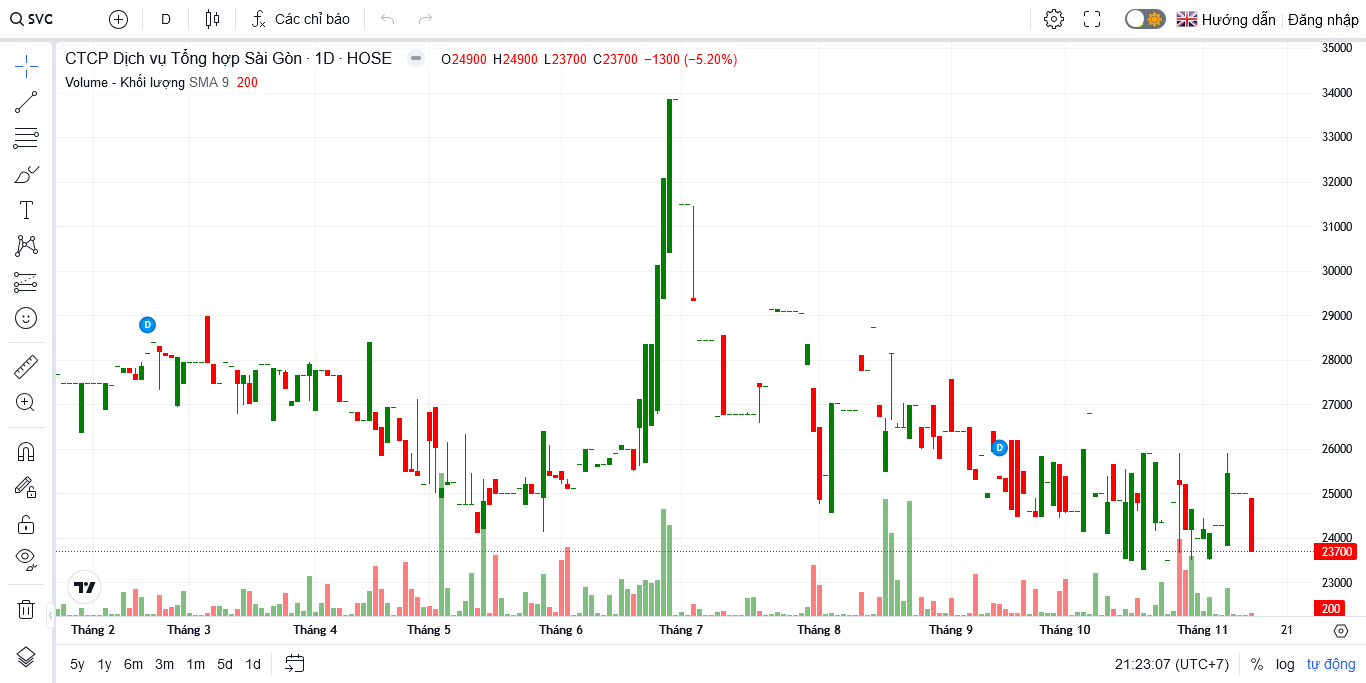 SVC D Các chỉ báo Hướng dẫn Đăng nhập
CTCP Dịch vụ Tổng hợp Sài Gòn · 1D · HOSE O24900 H24900 L23700 C23700 −1300 (−5.20%)
Volume - Khối lượng SMA 9 200
35000
34000
33000
32000
31000
30000
29000
28000
27000
26000
25000
24000
23700
23000
200
D
D
Tháng 2 Tháng 3 Tháng 4 Tháng 5 Tháng 6 Tháng 7 Tháng 8 Tháng 9 Tháng 10 Tháng 11 21
5y 1y 6m 3m 1m 5d 1d 21:23:07 (UTC+7) % log tự động